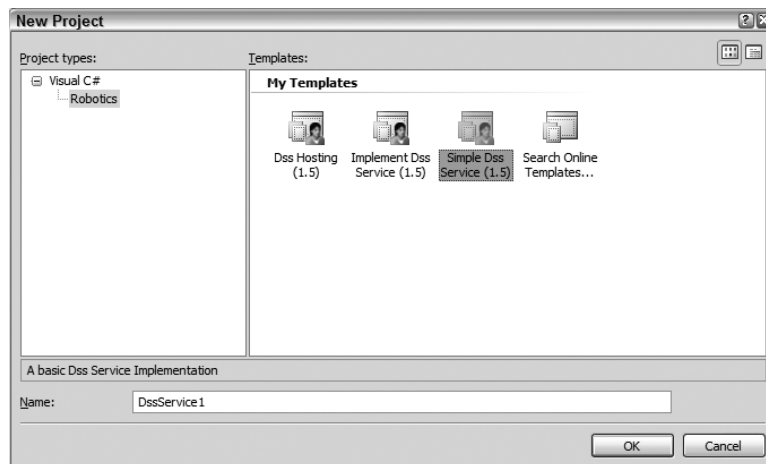 New Project
Project types:
Templates:
Visual C#
Robotics
My Templates
Dss Hosting
(1.5)
Implement Dss
Service (1.5)
Simple Dss
Service (1.5)
Search Online
Templates...
A basic Dss Service Implementation
Name:
DssService1
OK
Cancel